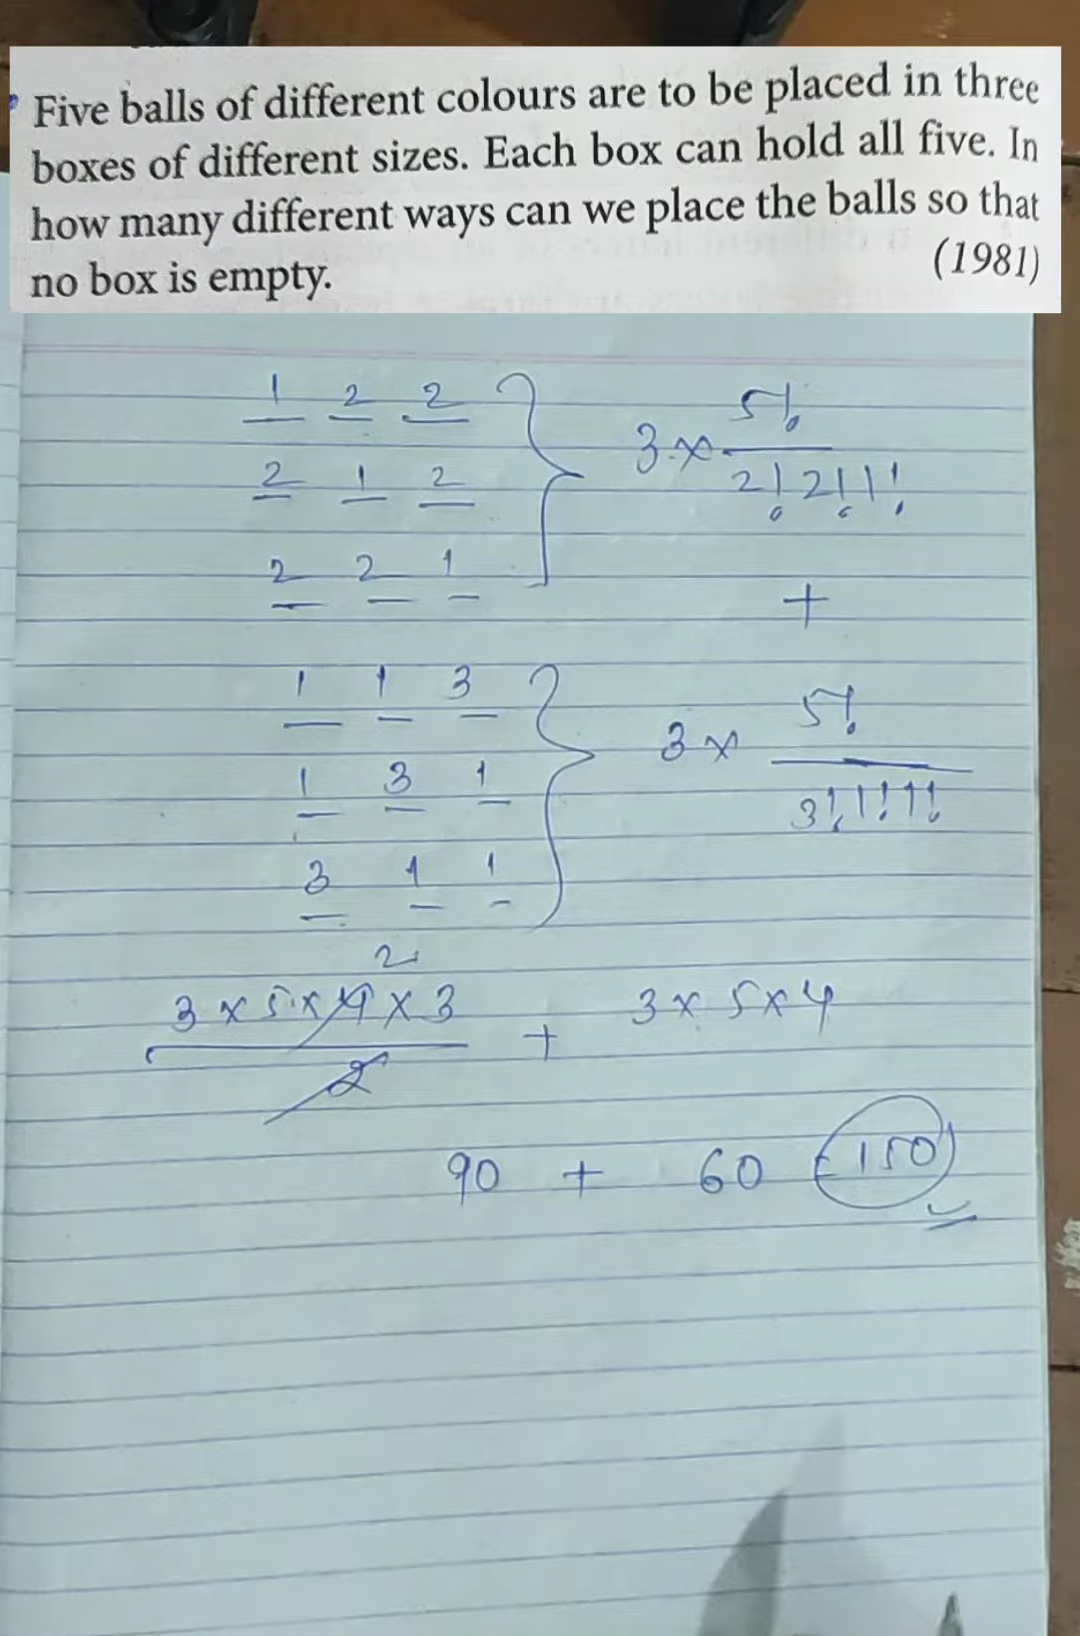 Five balls of different colours are to be placed in three
boxes of different sizes. Each box can hold all five. In
how many different ways can we place the balls so that
no box is empty. (1981)
1 2 2
2 1 2
2 2 1
} 3 × 5! / 2! 2! 1!
+
1 1 3
1 3 1
3 1 1
} 3 × 5! / 3! 1! 1!
2
3 × 5 × 4 × 3 / 2 + 3 × 5 × 4
90 + 60 = 150